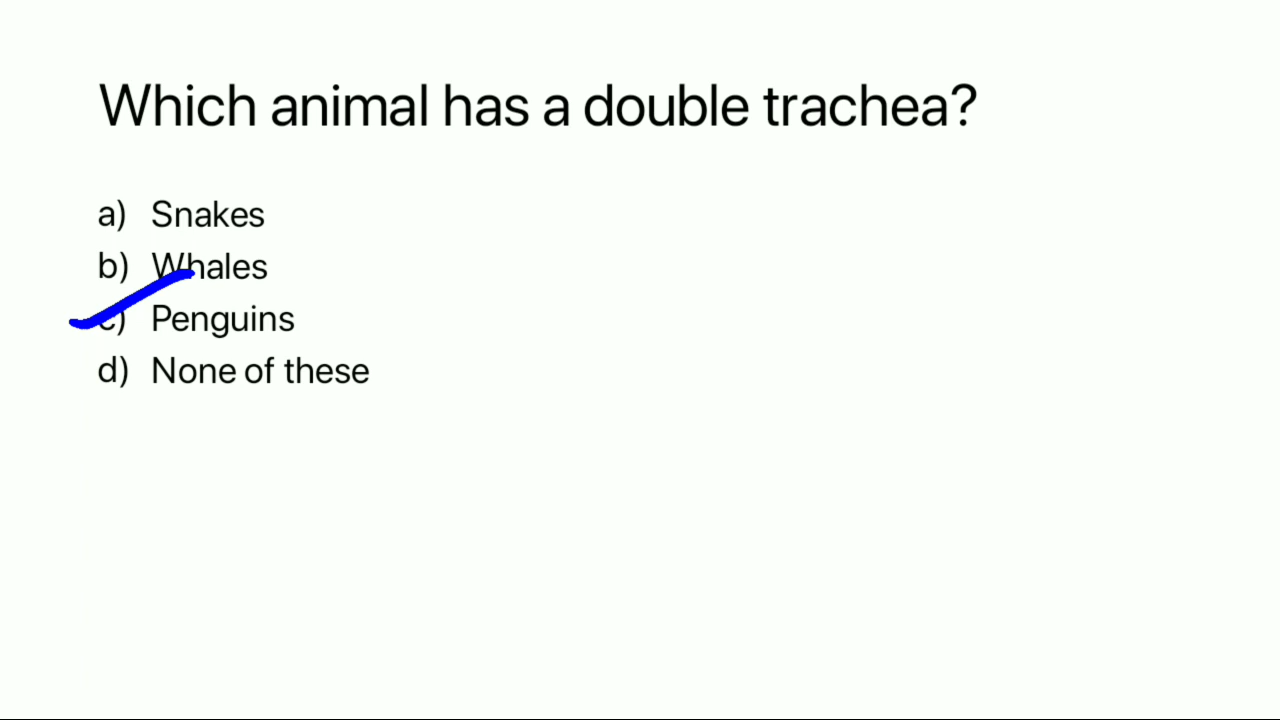 Which animal has a double trachea?
a) Snakes
b) Whales
c) Penguins
d) None of these